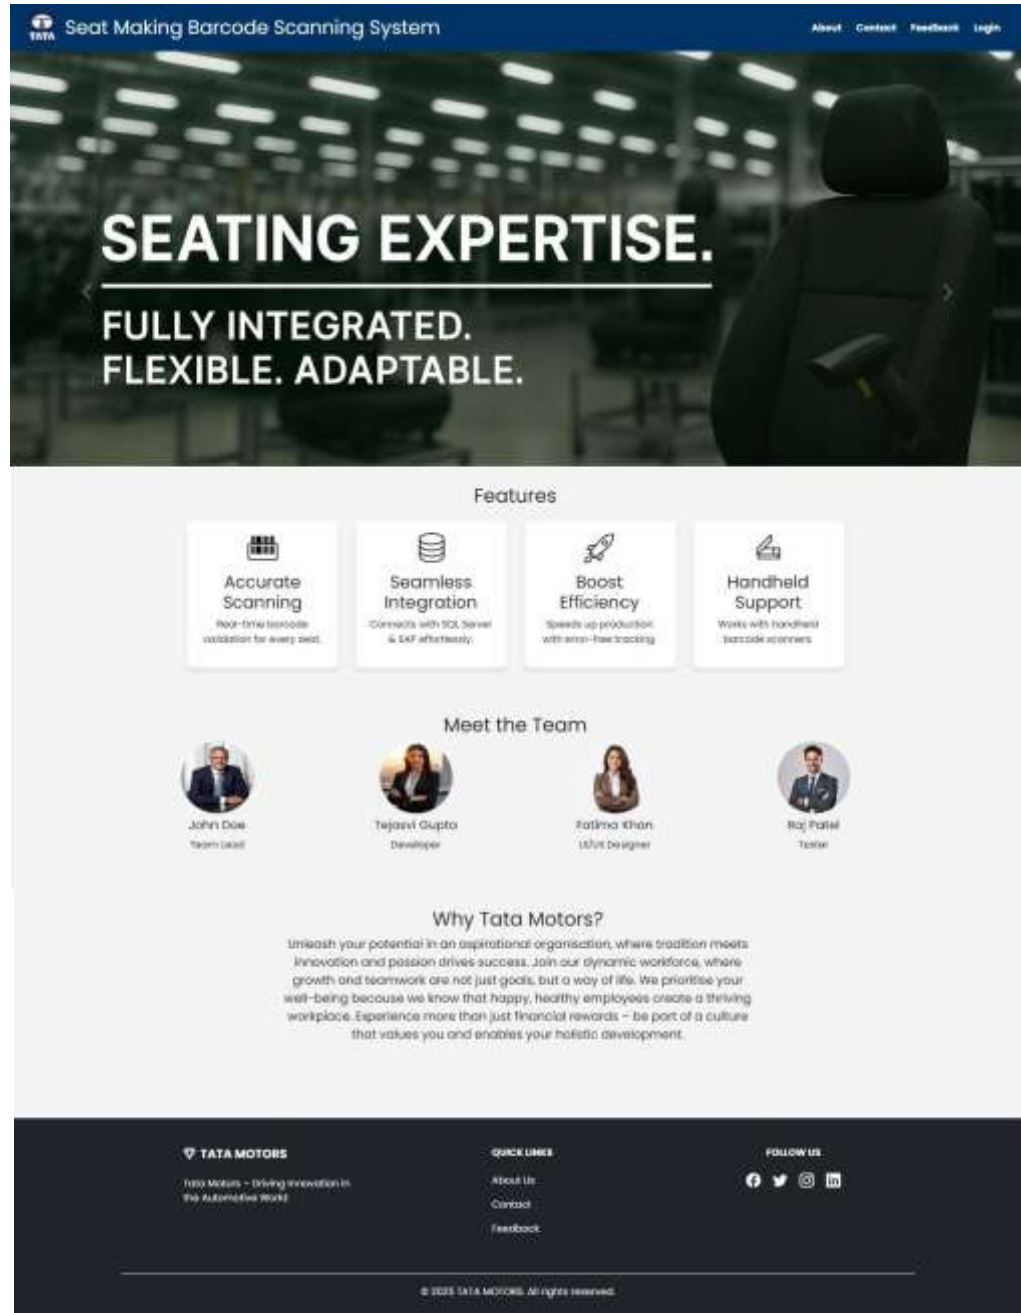 TATA
Seat Making Barcode Scanning System
About Contact Feedback Login
SEATING EXPERTISE.
FULLY INTEGRATED.
FLEXIBLE. ADAPTABLE.
Features
Accurate
Scanning
Real-time barcode
validation for every seat.
Seamless
Integration
Connects with SQL Server
& SAP effortlessly.
Boost
Efficiency
Speeds up production
with error-free tracking.
Handheld
Support
Works with handheld
barcode scanners.
Meet the Team
John Doe
Team Lead
Tejasvi Gupta
Developer
Fatima Khan
UI/UX Designer
Raj Patel
Tester
Why Tata Motors?
Unleash your potential in an aspirational organisation, where tradition meets
innovation and passion drives success. Join our dynamic workforce, where
growth and teamwork are not just goals, but a way of life. We prioritise your
well-being because we know that happy, healthy employees create a thriving
workplace. Experience more than just financial rewards – be part of a culture
that values you and enables your holistic development.
TATA MOTORS
Tata Motors – Driving Innovation in
the Automotive World
QUICK LINKS
About Us
Contact
Feedback
FOLLOW US
© 2025 TATA MOTORS. All rights reserved.